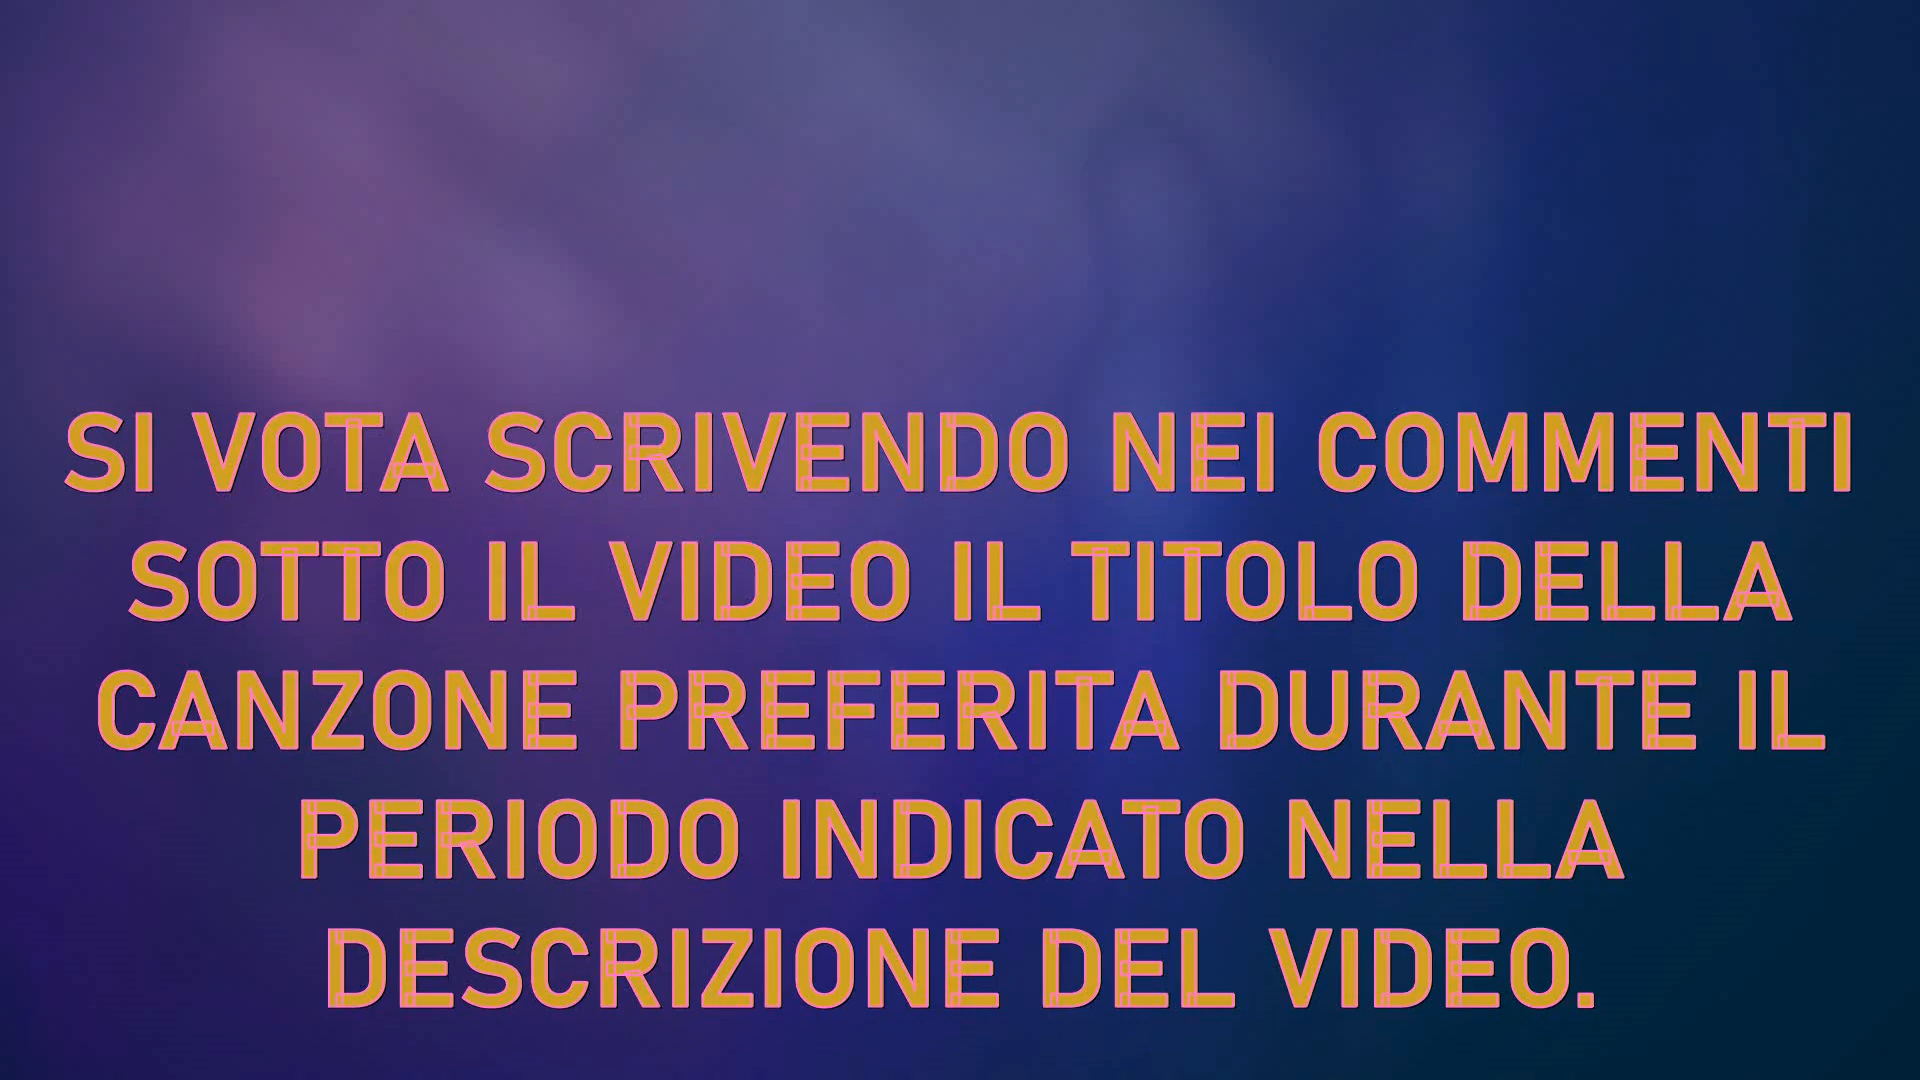 SI VOTA SCRIVENDO NEI COMMENTI
SOTTO IL VIDEO IL TITOLO DELLA
CANZONE PREFERITA DURANTE IL
PERIODO INDICATO NELLA
DESCRIZIONE DEL VIDEO.